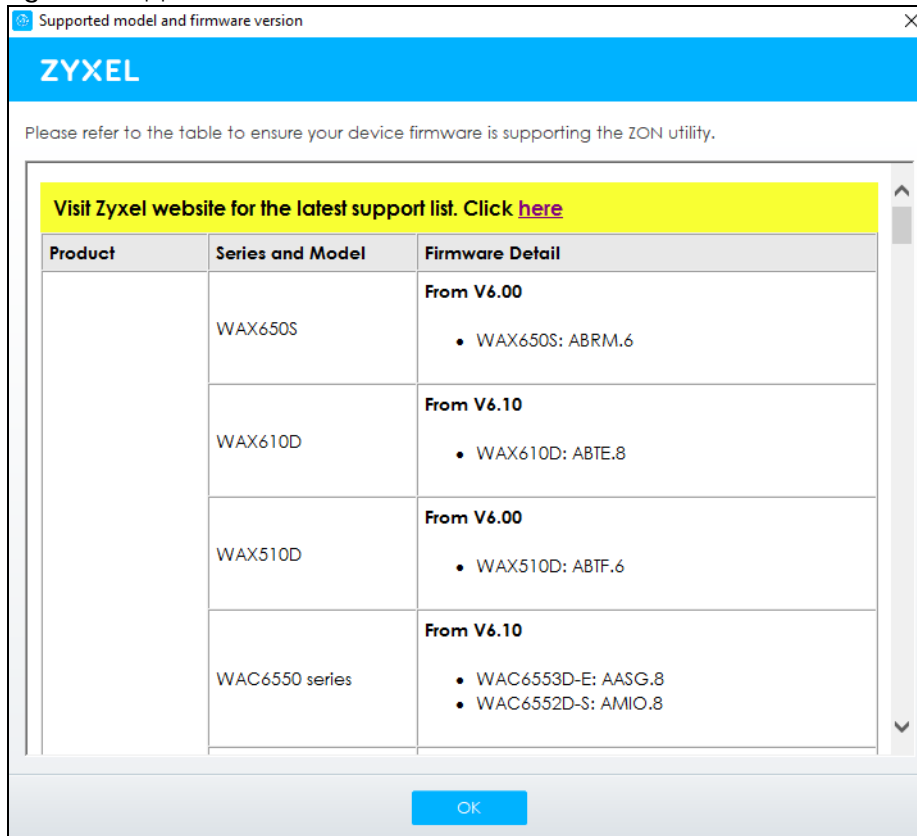 Supported model and firmware version
ZYXEL
Please refer to the table to ensure your device firmware is supporting the ZON utility.
Visit Zyxel website for the latest support list. Click here
Product Series and Model Firmware Detail
WAX650S
From V6.00
• WAX650S: ABRM.6
WAX610D
From V6.10
• WAX610D: ABTE.8
WAX510D
From V6.00
• WAX510D: ABTF.6
WAC6550 series
From V6.10
• WAC6553D-E: AASG.8
• WAC6552D-S: AMIO.8
OK